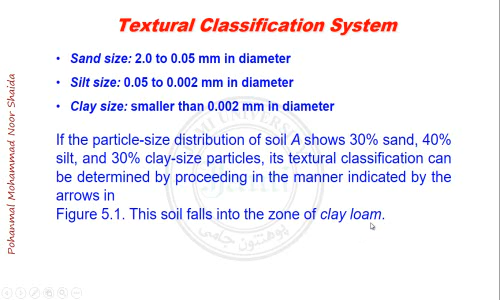 Textural Classification System
• Sand size: 2.0 to 0.05 mm in diameter
• Silt size: 0.05 to 0.002 mm in diameter
• Clay size: smaller than 0.002 mm in diameter
If the particle-size distribution of soil A shows 30% sand, 40%
silt, and 30% clay-size particles, its textural classification can
be determined by proceeding in the manner indicated by the
arrows in
Figure 5.1. This soil falls into the zone of clay loam.
Pohanmal Mohammad Noor Shaida
پوهنتون جامی